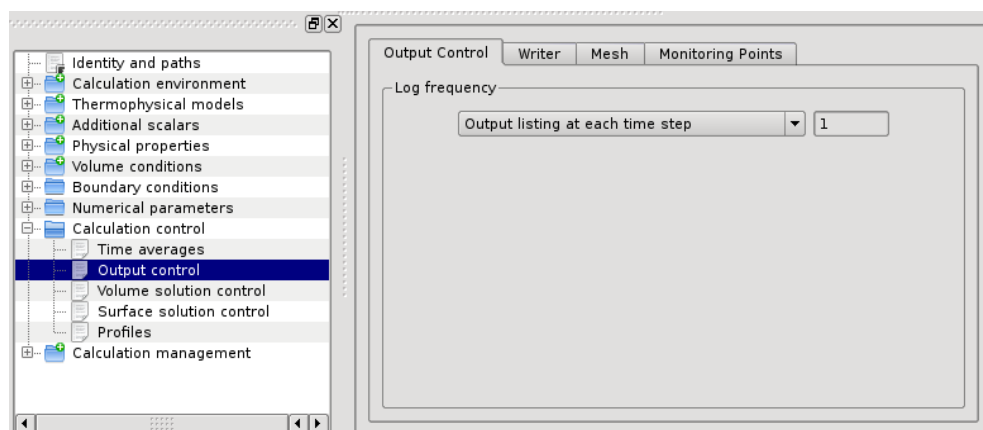 Identity and paths
Calculation environment
Thermophysical models
Additional scalars
Physical properties
Volume conditions
Boundary conditions
Numerical parameters
Calculation control
Time averages
Output control
Volume solution control
Surface solution control
Profiles
Calculation management
Output Control Writer Mesh Monitoring Points
Log frequency
Output listing at each time step 1